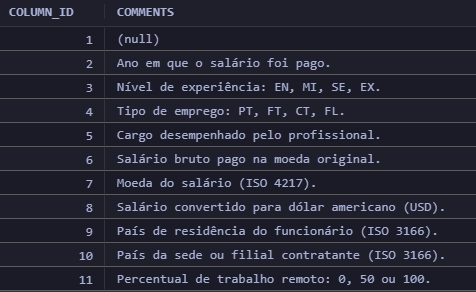 COLUMN_ID COMMENTS
1 (null)
2 Ano em que o salário foi pago.
3 Nível de experiência: EN, MI, SE, EX.
4 Tipo de emprego: PT, FT, CT, FL.
5 Cargo desempenhado pelo profissional.
6 Salário bruto pago na moeda original.
7 Moeda do salário (ISO 4217).
8 Salário convertido para dólar americano (USD).
9 País de residência do funcionário (ISO 3166).
10 País da sede ou filial contratante (ISO 3166).
11 Percentual de trabalho remoto: 0, 50 ou 100.